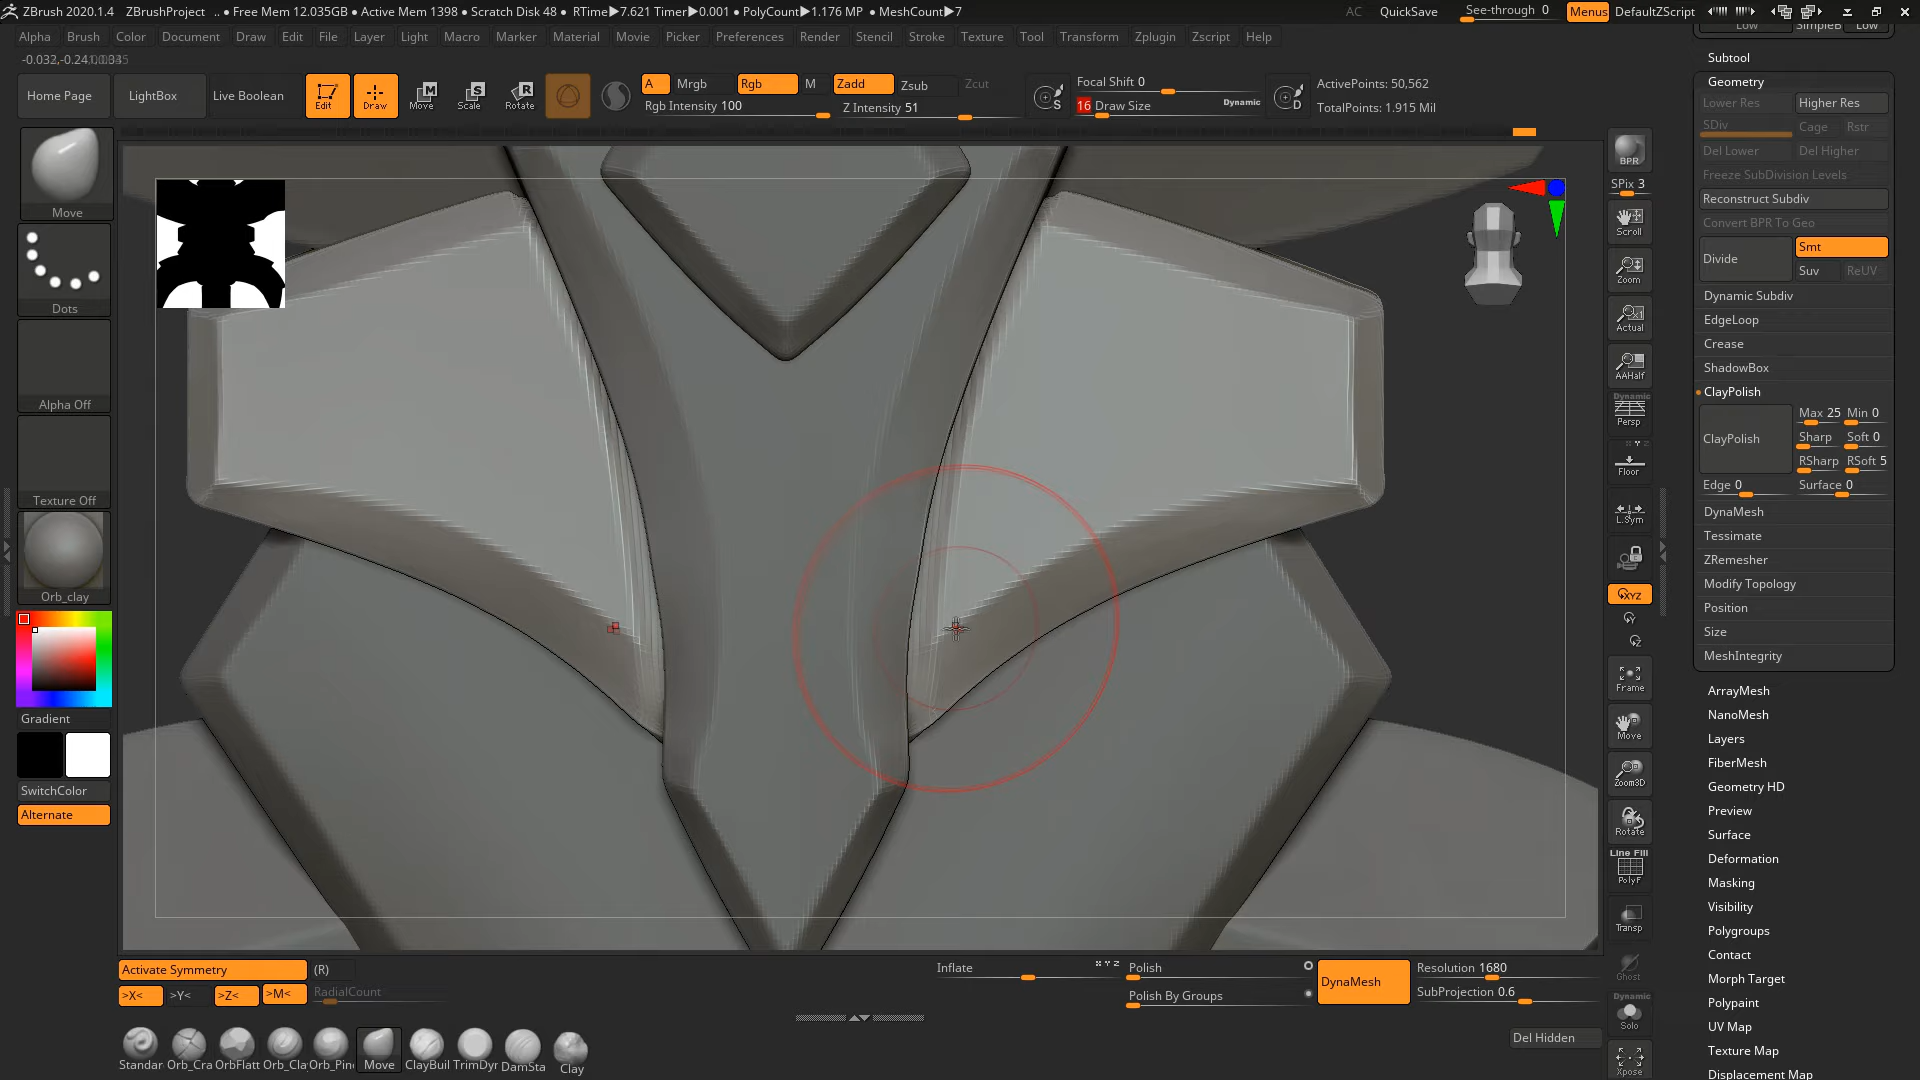 ZBrush 2020.1.4 ZBrushProject .. • Free Mem 12.035GB • Active Mem 1398 • Scratch Disk 48 • RTime▶7.621 Timer▶0.001 • PolyCount▶1.176 MP • MeshCount▶7 AC QuickSave See-through 0 Menus DefaultZScript
Alpha Brush Color Document Draw Edit File Layer Light Macro Marker Material Movie Picker Preferences Render Stencil Stroke Texture Tool Transform Zplugin Zscript Help
Home Page LightBox Live Boolean Edit Draw Move Scale Rotate
A Mrgb Rgb M Zadd Zsub Zcut
Rgb Intensity 100 Z Intensity 51
S Focal Shift 0
16 Draw Size Dynamic D
ActivePoints: 50,562
TotalPoints: 1.915 Mil
Move
Dots
Alpha Off
Texture Off
Orb_clay
Gradient
SwitchColor
Alternate
BPR
SPix 3
Scroll
Zoom
Actual
AAHalf
Dynamic
Persp
Floor
L.Sym
XYZ
Frame
Move
Zoom3D
Rotate
Line Fill
PolyF
Transp
Ghost
Dynamic
Solo
Xpose
Low SimpleB Low
Subtool
Geometry
Lower Res Higher Res
SDiv Cage Rstr
Del Lower Del Higher
Freeze SubDivision Levels
Reconstruct Subdiv
Convert BPR To Geo
Divide Smt
Suv ReUV
Dynamic Subdiv
EdgeLoop
Crease
ShadowBox
ClayPolish
ClayPolish Max 25 Min 0
Sharp Soft 0
RSharp RSoft 5
Edge 0 Surface 0
DynaMesh
Tessimate
ZRemesher
Modify Topology
Position
Size
MeshIntegrity
ArrayMesh
NanoMesh
Layers
FiberMesh
Geometry HD
Preview
Surface
Deformation
Masking
Visibility
Polygroups
Contact
Morph Target
Polypaint
UV Map
Texture Map
Displacement Map
Activate Symmetry (R)
>X< >Y< >Z< >M< RadialCount
Inflate X Y Z Polish
Polish By Groups
DynaMesh Resolution 1680
SubProjection 0.6
Del Hidden
Standar Orb_Cra OrbFlatt Orb_Cla Orb_Pin Move ClayBuil TrimDyr DamSta Clay